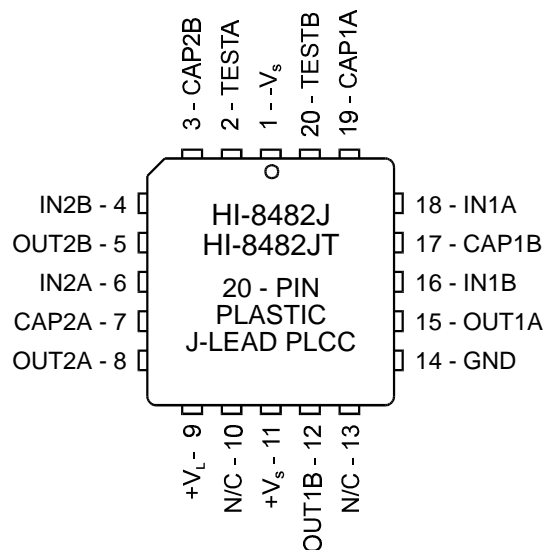 3 - CAP2B
2 - TESTA
1 - -Vs
20 - TESTB
19 - CAP1A
IN2B - 4
OUT2B - 5
IN2A - 6
CAP2A - 7
OUT2A - 8
HI-8482J
HI-8482JT
20 - PIN
PLASTIC
J-LEAD PLCC
18 - IN1A
17 - CAP1B
16 - IN1B
15 - OUT1A
14 - GND
+VL - 9
N/C - 10
+Vs - 11
OUT1B - 12
N/C - 13